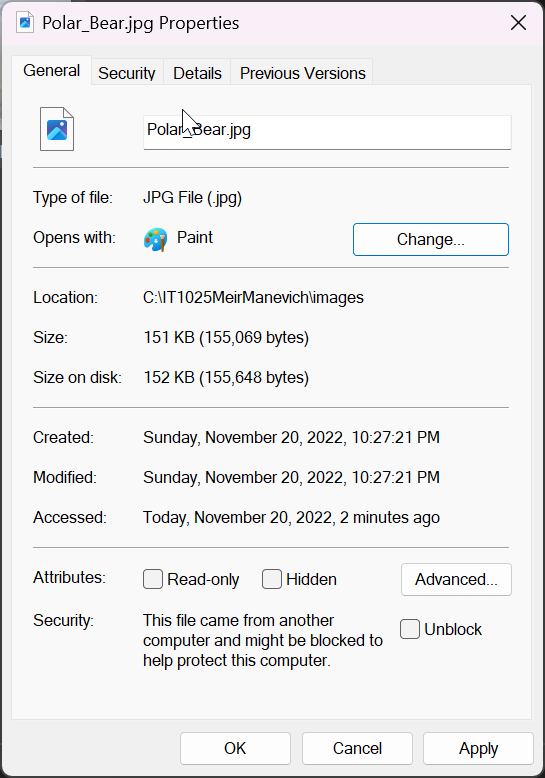 Polar_Bear.jpg Properties
General Security Details Previous Versions
Polar_Bear.jpg
Type of file: JPG File (.jpg)
Opens with: Paint Change...
Location: C:\IT1025MeirManevich\images
Size: 151 KB (155,069 bytes)
Size on disk: 152 KB (155,648 bytes)
Created: Sunday, November 20, 2022, 10:27:21 PM
Modified: Sunday, November 20, 2022, 10:27:21 PM
Accessed: Today, November 20, 2022, 2 minutes ago
Attributes: Read-only Hidden Advanced...
Security: This file came from another
computer and might be blocked to Unblock
help protect this computer.
OK Cancel Apply